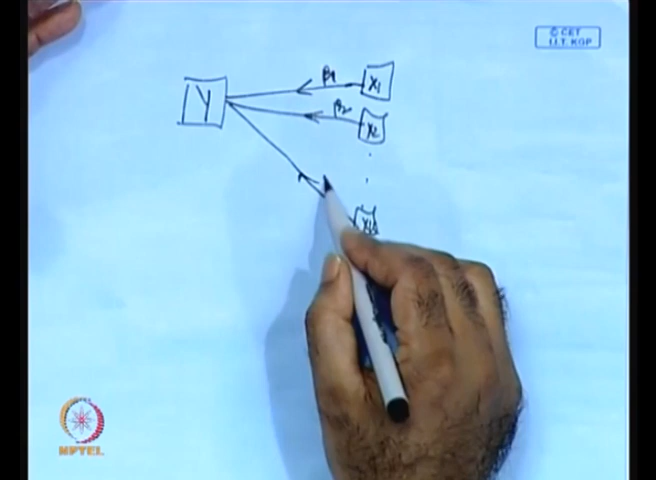 © CET
I.I.T. KGP
Y
β1
X1
β2
X2
NPTEL